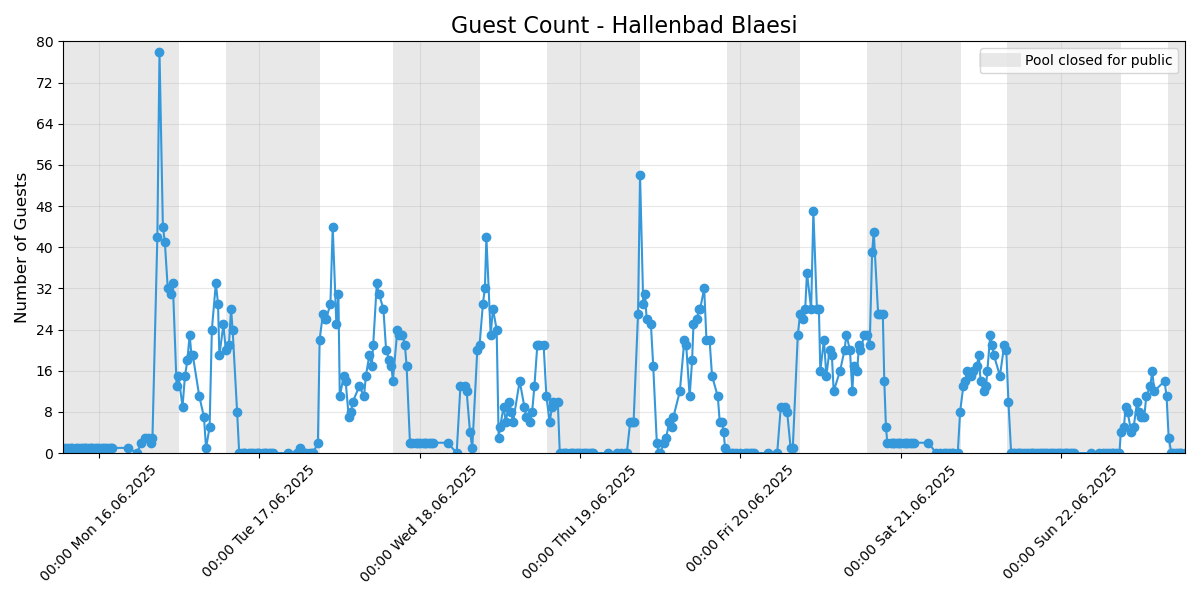 Guest Count - Hallenbad Blaesi
Pool closed for public
Number of Guests
80
72
64
56
48
40
32
24
16
8
0
00:00 Mon 16.06.2025
00:00 Tue 17.06.2025
00:00 Wed 18.06.2025
00:00 Thu 19.06.2025
00:00 Fri 20.06.2025
00:00 Sat 21.06.2025
00:00 Sun 22.06.2025